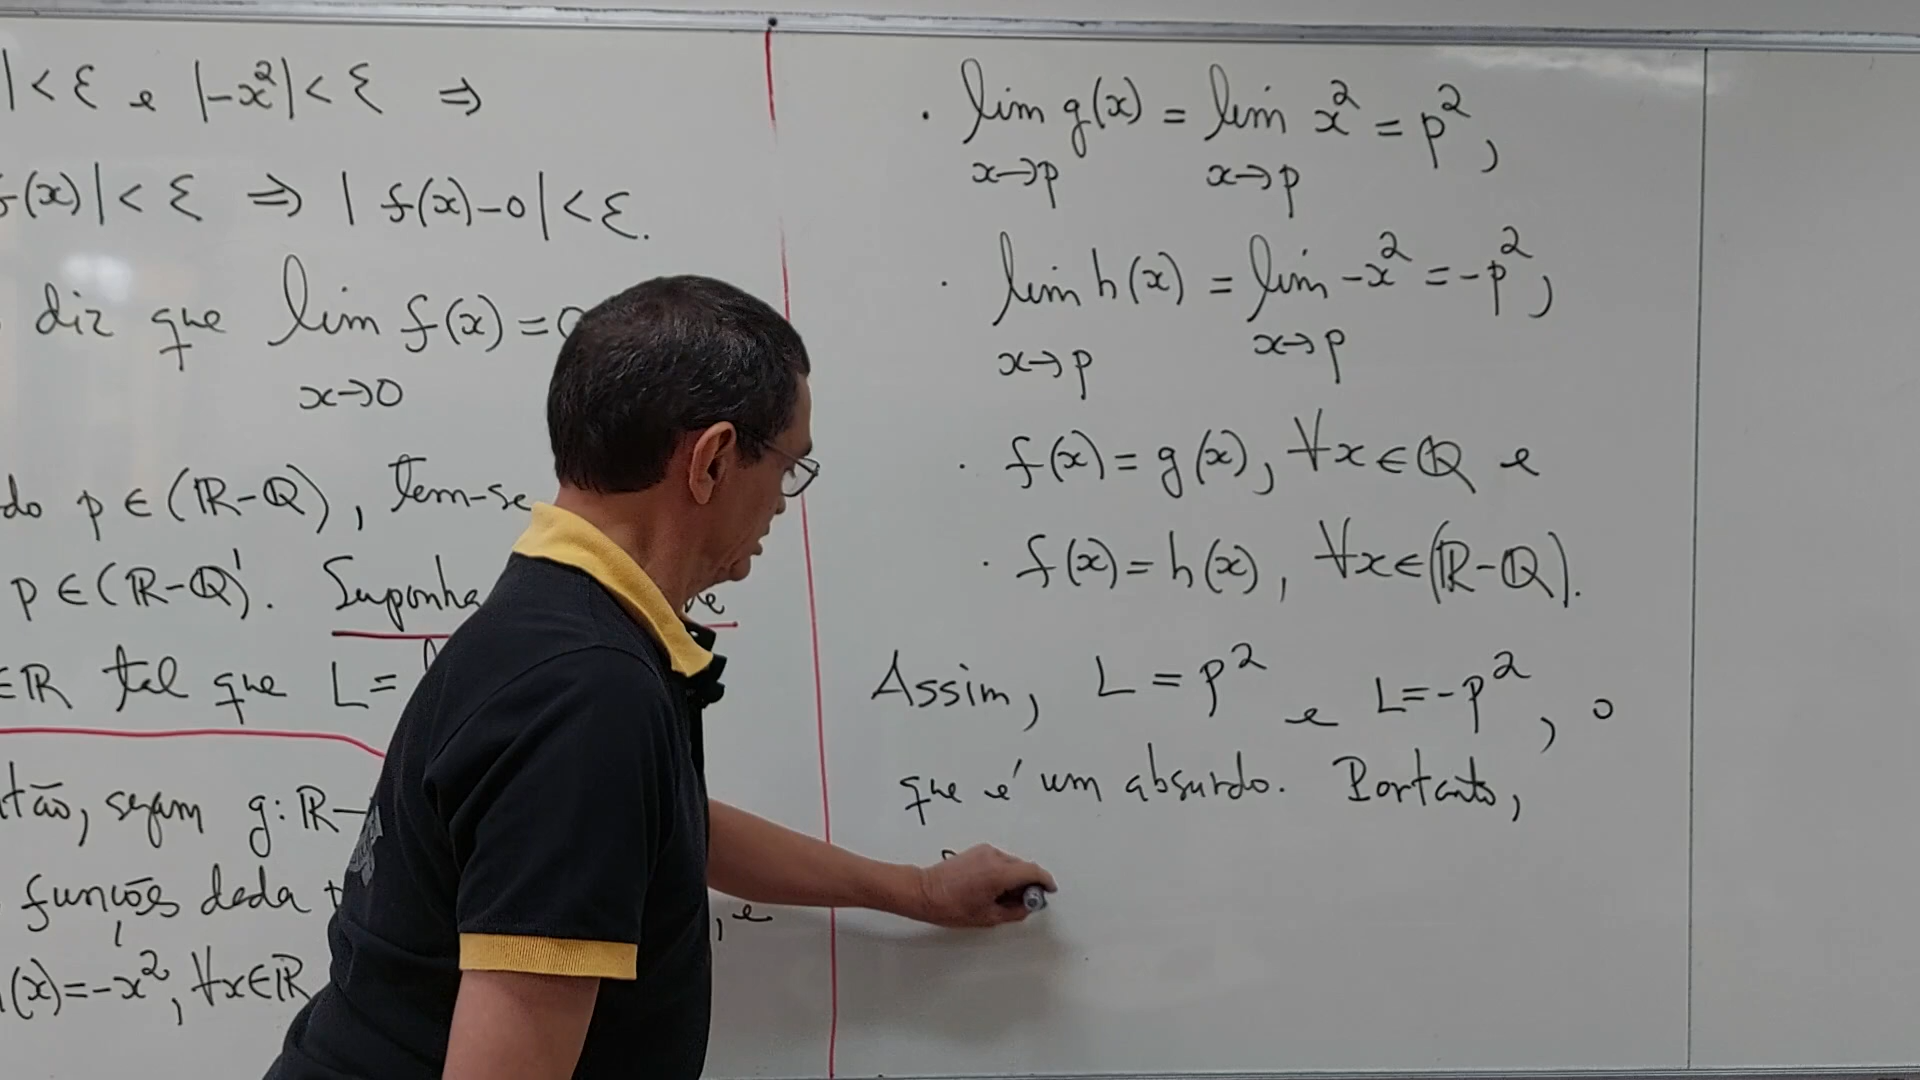 |<ε e |-x²|<ε ⇒
f(x)|<ε ⇒ |f(x)-0|<ε.
diz que lim f(x)=0
x→0
do p∈(ℝ-ℚ), tem-se
p∈(ℝ-ℚ)'. Suponha
∈ℝ tal que L=
tão, sejam g:ℝ-
funções dada , e
(x)=-x², ∀x∈ℝ
· lim g(x) = lim x² = p²,
x→p x→p
· lim h(x) = lim -x² = -p²,
x→p x→p
· f(x)=g(x), ∀x∈ℚ e
· f(x)=h(x), ∀x∈(ℝ-ℚ).
Assim, L=p² e L=-p², o
que é um absurdo. Portanto,